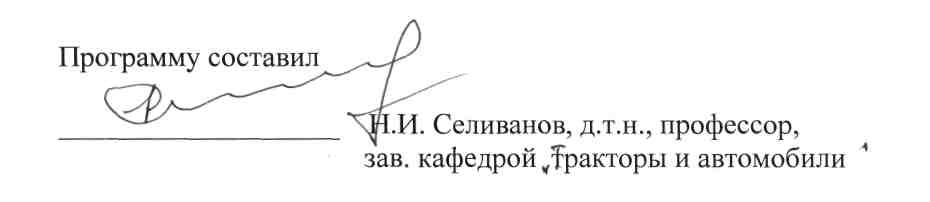 Программу составил
Н.И. Селиванов, д.т.н., профессор,
зав. кафедрой „Тракторы и автомобили"